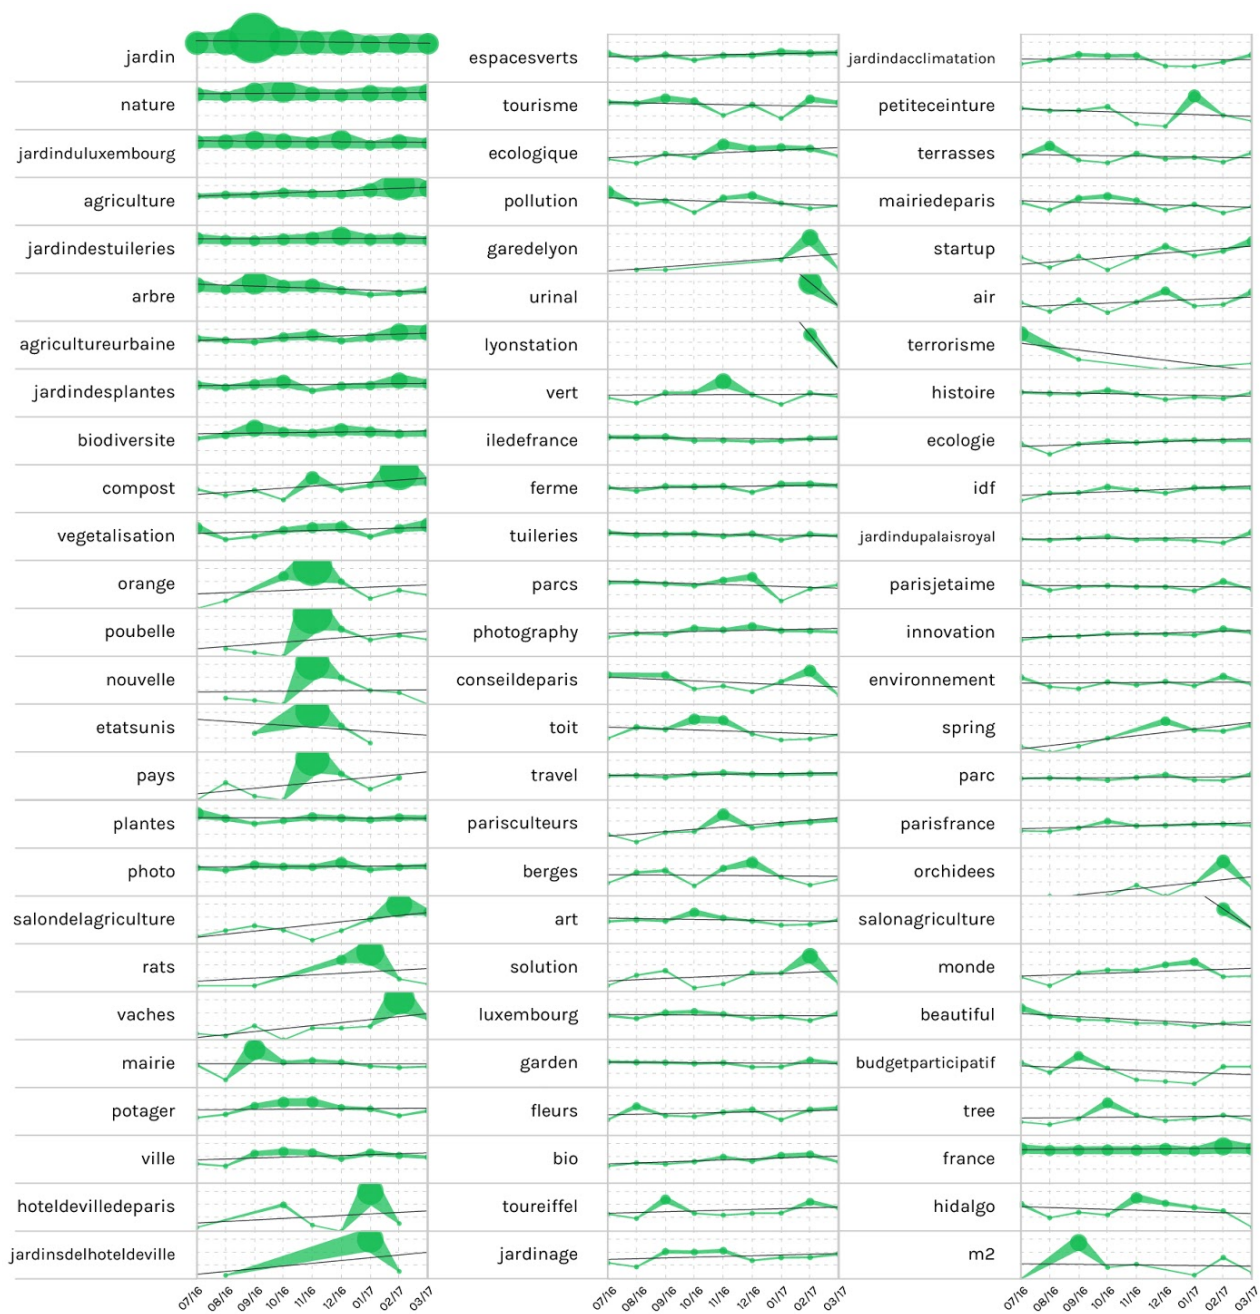 jardin
nature
jardinduluxembourg
agriculture
jardindestuileries
arbre
agricultureurbaine
jardindesplantes
biodiversite
compost
vegetalisation
orange
poubelle
nouvelle
etatsunis
pays
plantes
photo
salondelagriculture
rats
vaches
mairie
potager
ville
hoteldevilledeparis
jardinsdelhoteldeville
07/16 08/16 09/16 10/16 11/16 12/16 01/17 02/17 03/17
espacesverts
tourisme
ecologique
pollution
garedelyon
urinal
lyonstation
vert
iledefrance
ferme
tuileries
parcs
photography
conseildeparis
toit
travel
parisculteurs
berges
art
solution
luxembourg
garden
fleurs
bio
toureiffel
jardinage
07/16 08/16 09/16 10/16 11/16 12/16 01/17 02/17 03/17
jardindacclimatation
petiteceinture
terrasses
mairiedeparis
startup
air
terrorisme
histoire
ecologie
idf
jardindupalaisroyal
parisjetaime
innovation
environnement
spring
parc
parisfrance
orchidees
salonagriculture
monde
beautiful
budgetparticipatif
tree
france
hidalgo
m2
07/16 08/16 09/16 10/16 11/16 12/16 01/17 02/17 03/17